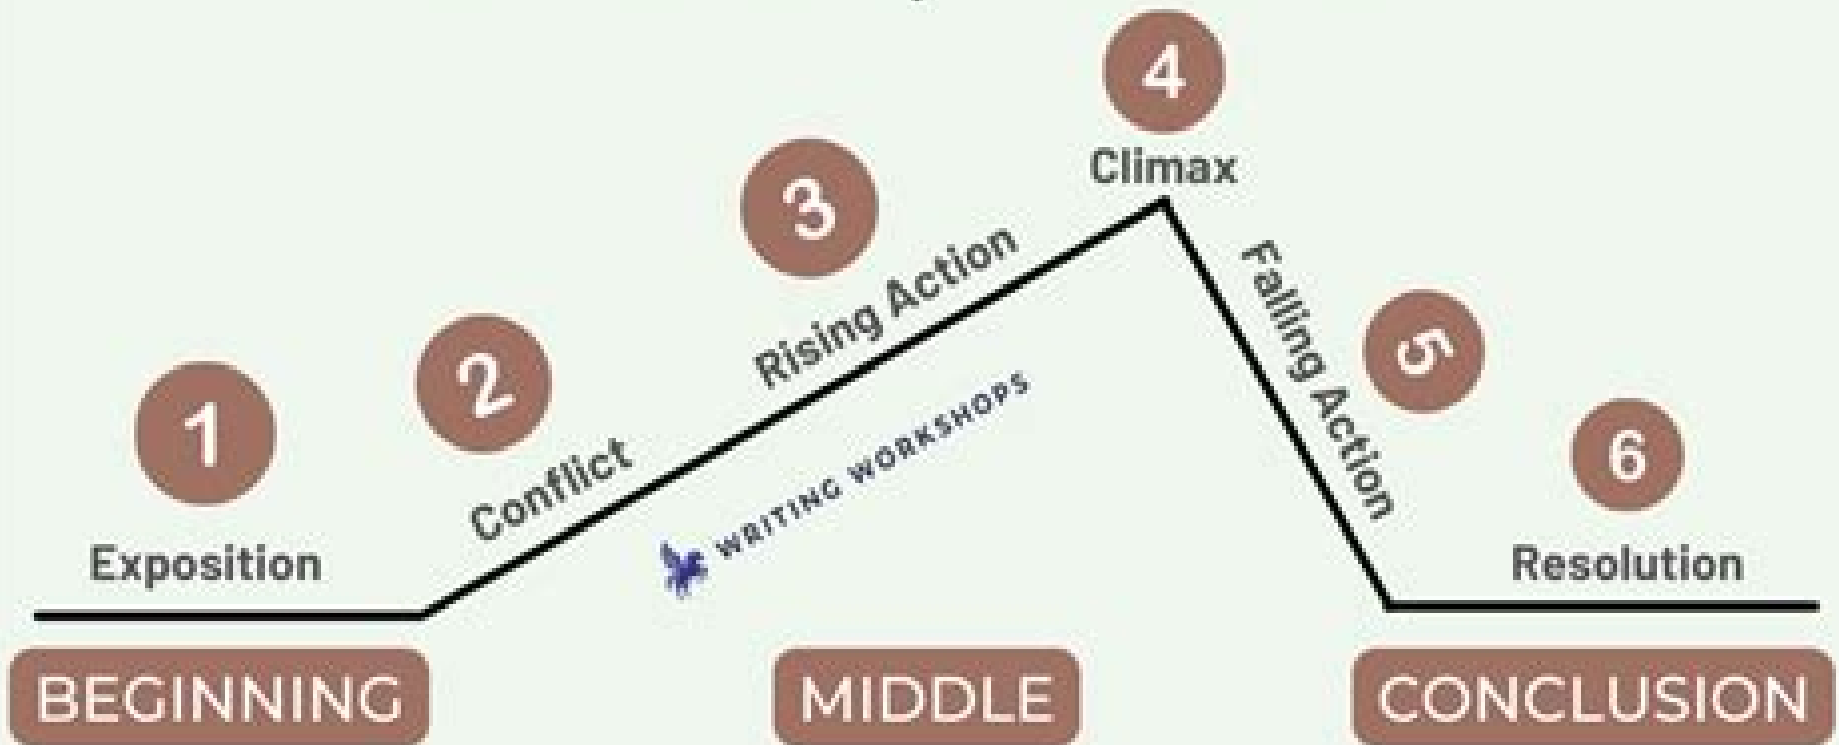 1
Exposition
2
Conflict
3
Rising Action
4
Climax
Falling Action
5
6
Resolution
WRITING WORKSHOPS
BEGINNING
MIDDLE
CONCLUSION